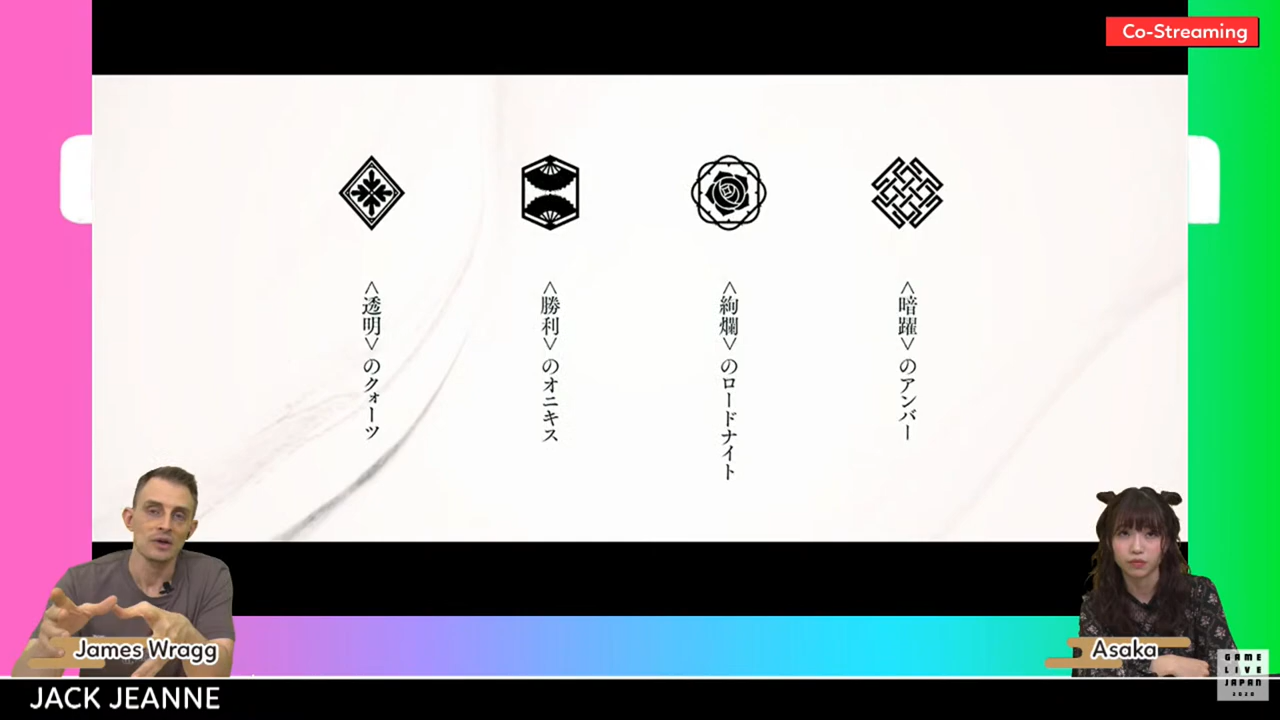 Co-Streaming
<透明>のクォーツ
<勝利>のオニキス
<絢爛>のロードナイト
<暗躍>のアンバー
James Wragg
Asaka
JACK JEANNE
GAME
LIVE
JAPAN
2020